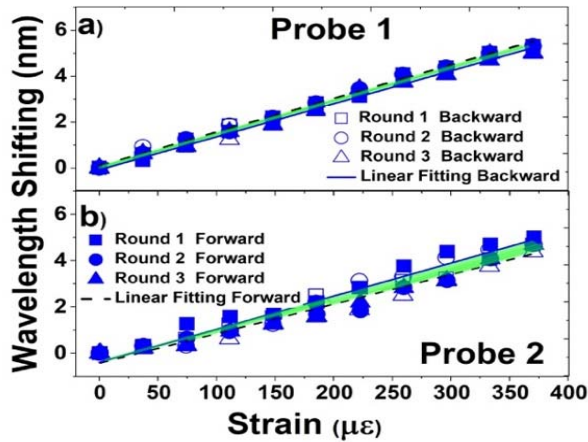 a)
Probe 1
6
4
2
0
Round 1 Backward
Round 2 Backward
Round 3 Backward
Linear Fitting Backward
Wavelength Shifting (nm)
b)
6
4
2
0
Round 1 Forward
Round 2 Forward
Round 3 Forward
Linear Fitting Forward
Probe 2
0 50 100 150 200 250 300 350 400
Strain (με)